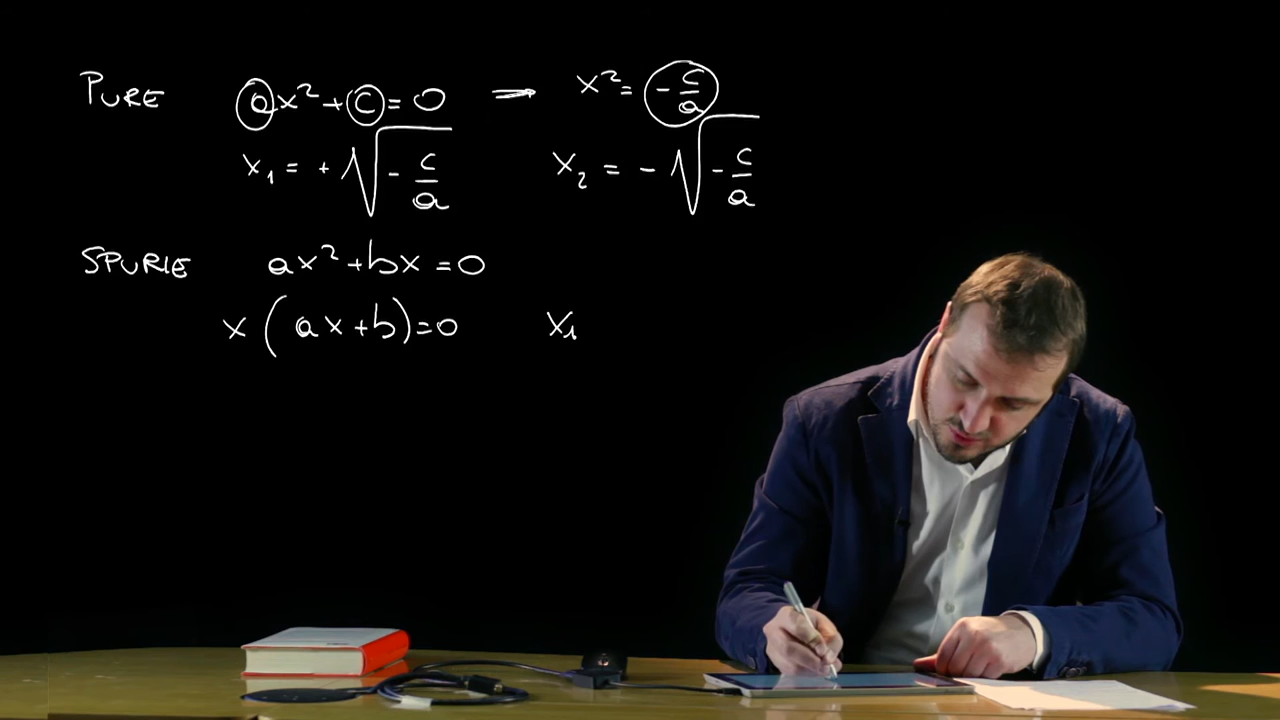 PURE ax² + c = 0 → x² = -c/a
x₁ = +√-c/a x₂ = -√-c/a
SPURIE ax² + bx = 0
x (ax + b) = 0 x₁